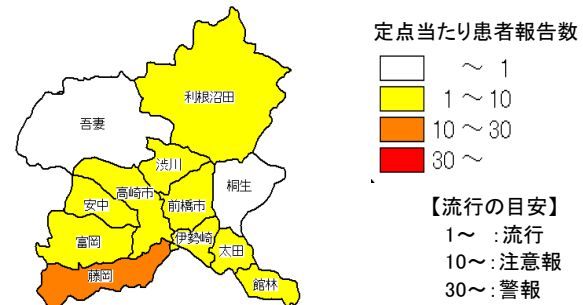 利根沼田
吾妻
渋川
桐生
高崎市
前橋市
安中
伊勢崎
太田
富岡
藤岡
館林
定点当たり患者報告数
～ 1
1～10
10～30
30～
【流行の目安】
1～ :流行
10～:注意報
30～:警報